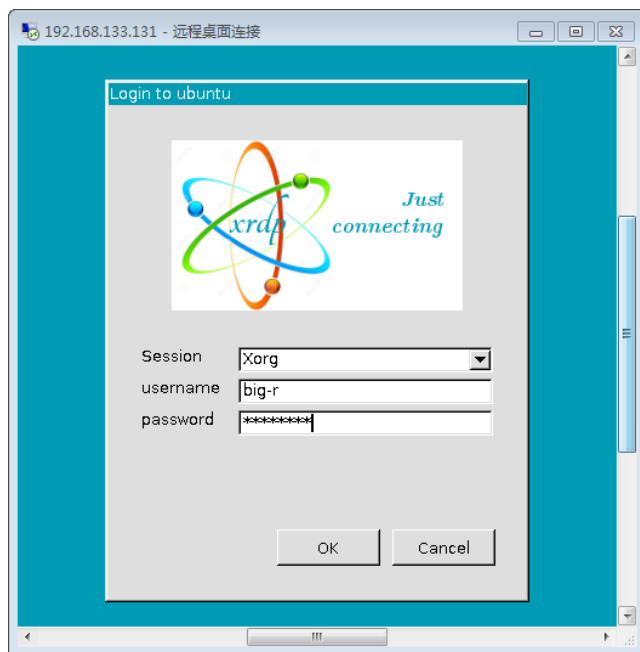 192.168.133.131 - 远程桌面连接
Login to ubuntu
xrdp
Just
connecting
Session
Xorg
username
big-r
password
********
OK
Cancel